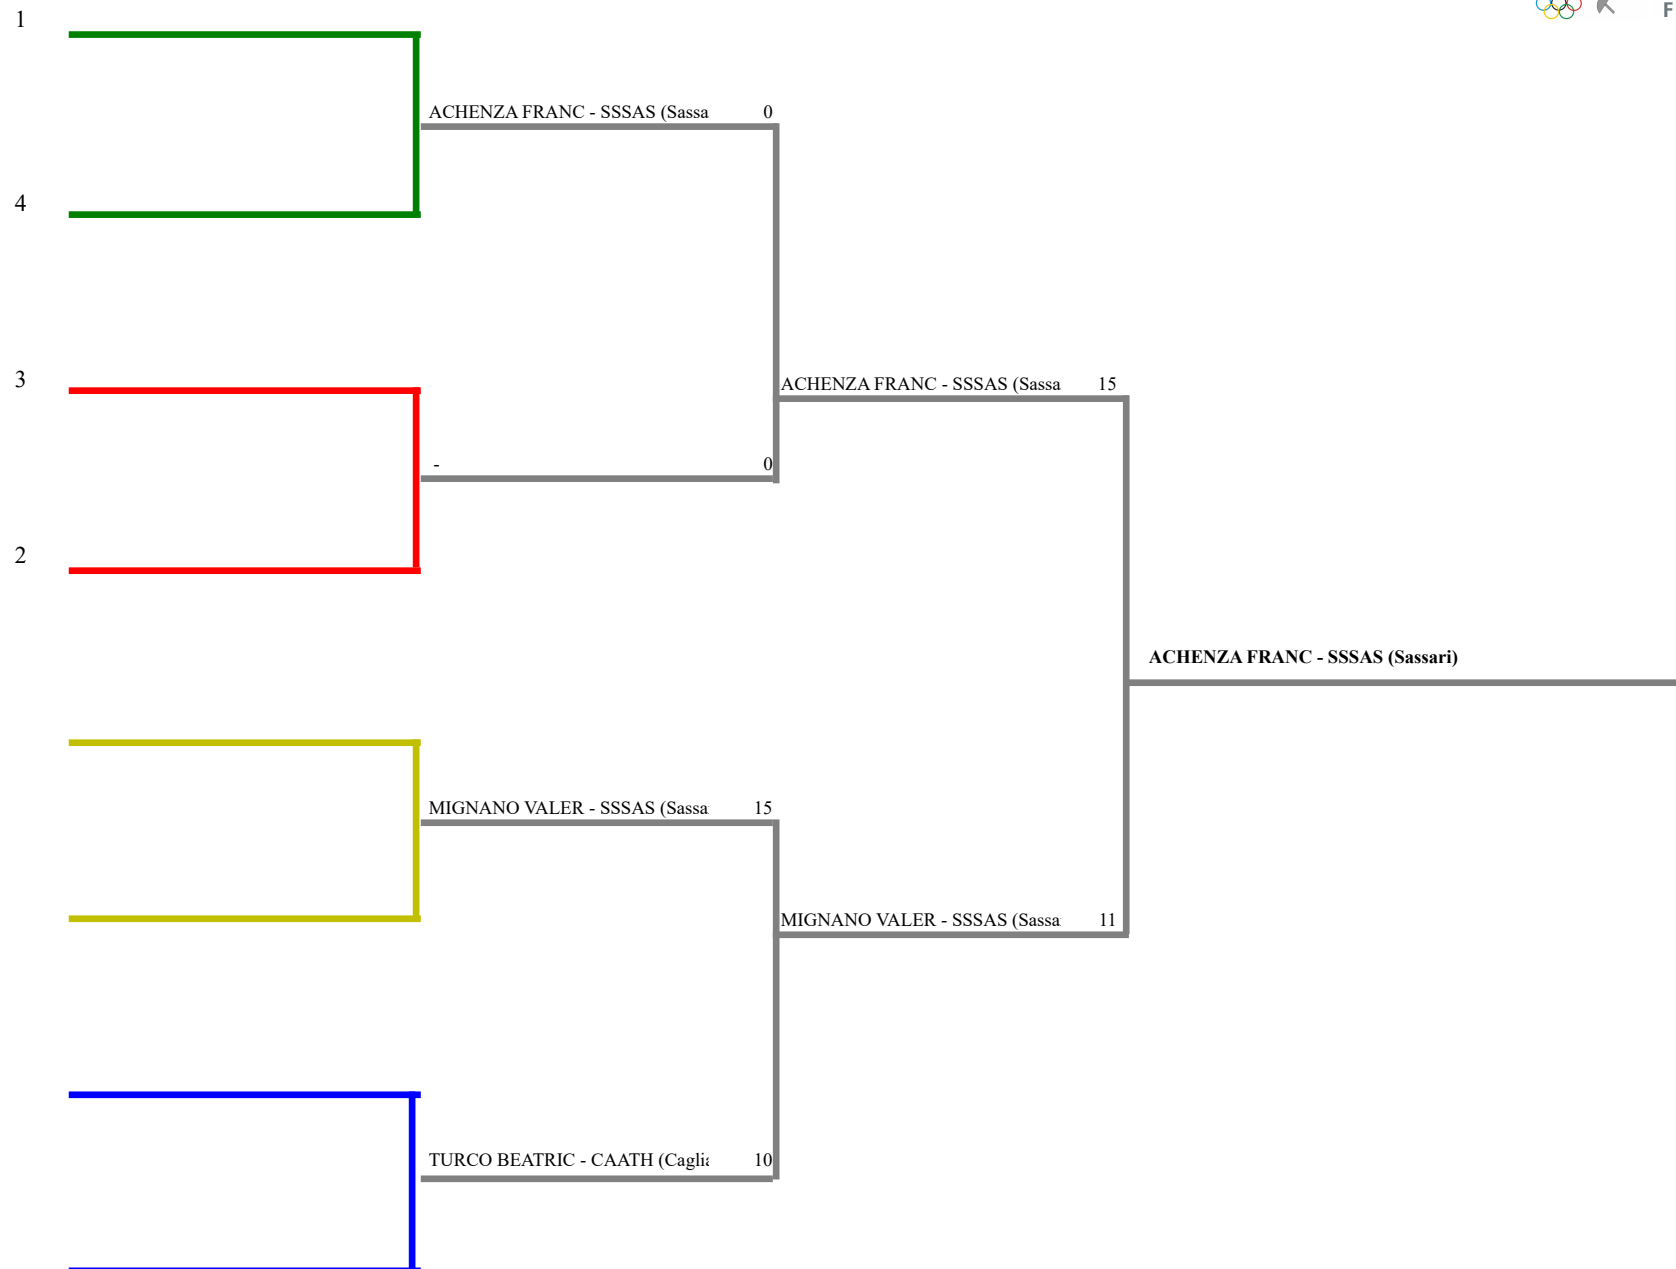 1
F
ACHENZA FRANC - SSSAS (Sassa 0
4
3
ACHENZA FRANC - SSSAS (Sassa 15
- 0
2
ACHENZA FRANC - SSSAS (Sassari)
MIGNANO VALER - SSSAS (Sassa 15
MIGNANO VALER - SSSAS (Sassa 11
TURCO BEATRIC - CAATH (Caglia 10